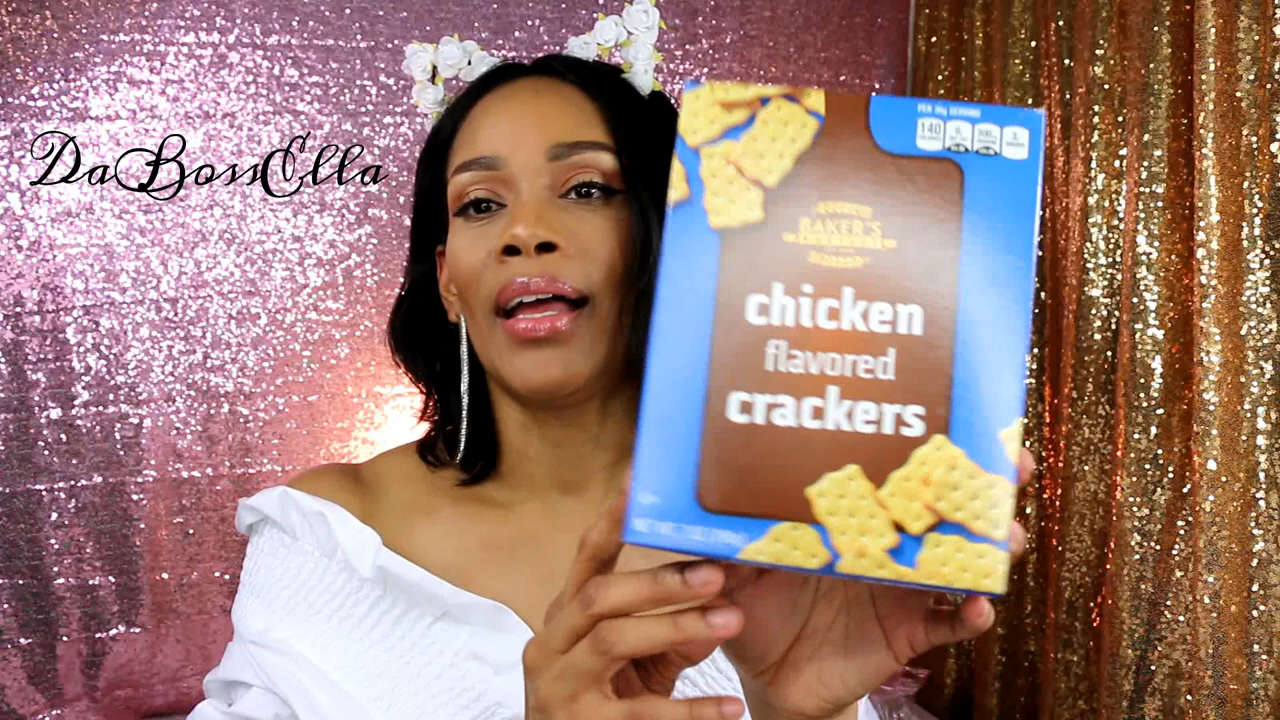 DaBossElla
PER 30g SERVING
140
BAKER'S
chicken
flavored
crackers